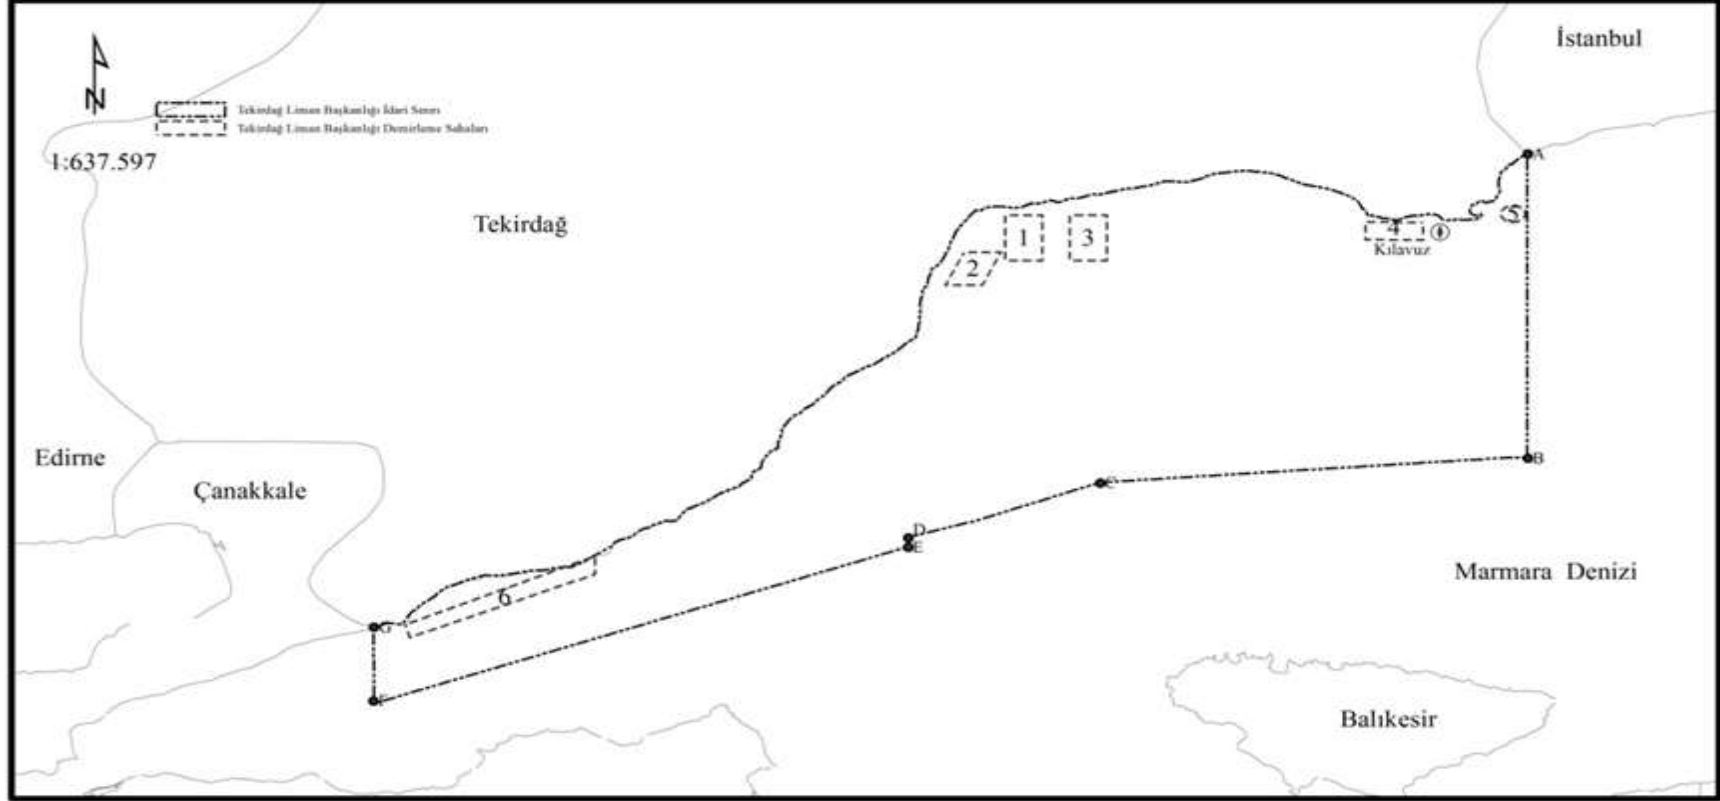 İstanbul
N
Tekirdağ Liman Başkanlığı İdari Sınırı
Tekirdağ Liman Başkanlığı Demirleme Sahaları
1:637.597
A
Tekirdağ
1
3
2
4
5
Kılavuz
Edirne
B
Çanakkale
C
D
E
Marmara Denizi
6
G
F
Balıkesir